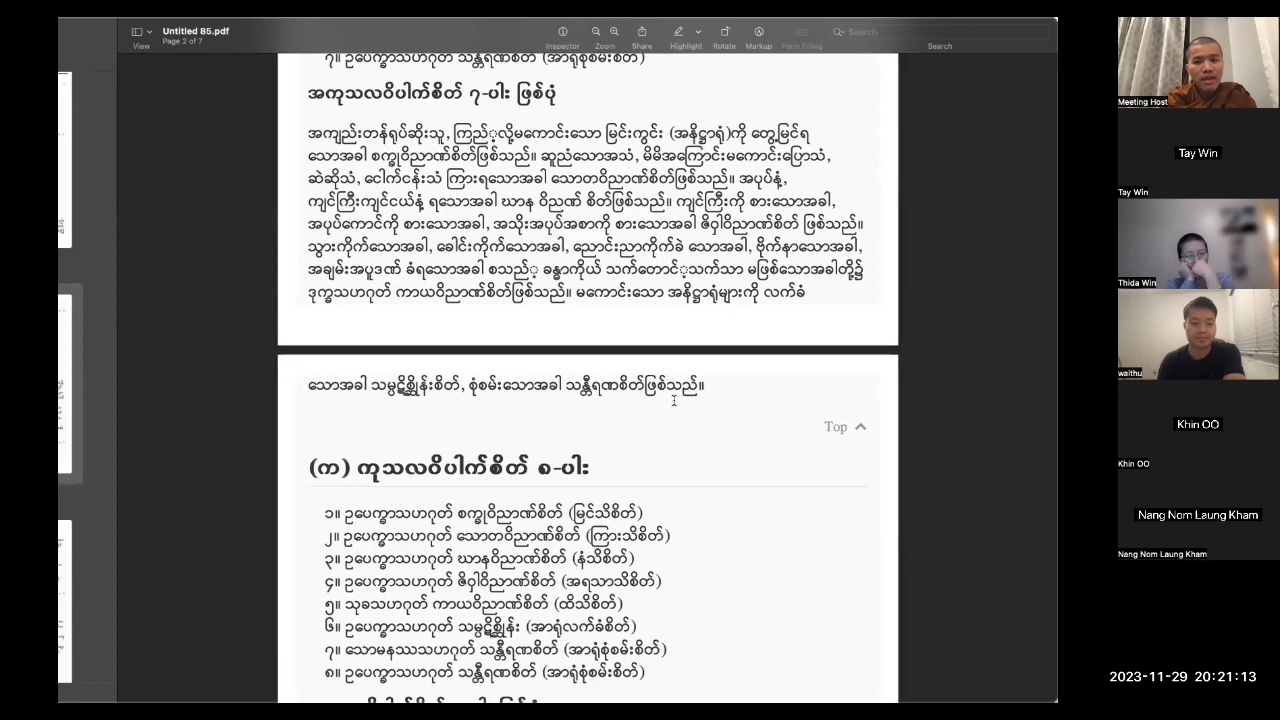 Untitled 85.pdf
Page 2 of 7
View
Inspector
Zoom
Share
Highlight
Rotate
Markup
Form Filling
Search
Search
၇။ ဥပေက္ခာသဟဂုတ် သန္တီရဏစိတ် (အာရုံစုံစမ်းစိတ်)
အကုသလဝိပါက်စိတ် ၇-ပါး ဖြစ်ပုံ
အကျည်းတန်ရုပ်ဆိုးသူ, ကြည့်လို့မကောင်းသော မြင်းကွင်း (အနိဋ္ဌာရုံ)ကို တွေ့မြင်ရ
သောအခါ စက္ခုဝိညာဏ်စိတ်ဖြစ်သည်။ ဆူညံသောအသံ, မိမိအကြောင်းမကောင်းပြောသံ,
ဆဲဆိုသံ, ငေါက်ငန်းသံ ကြားရသောအခါ သောတဝိညာဏ်စိတ်ဖြစ်သည်။ အပုပ်နံ့,
ကျင်ကြီးကျင်ငယ်နံ့ ရသောအခါ ဃာန ဝိညဏ် စိတ်ဖြစ်သည်။ ကျင်ကြီးကို စားသောအခါ,
အပုပ်ကောင်ကို စားသောအခါ, အသိုးအပုပ်အစာကို စားသောအခါ ဇိဝှါဝိညာဏ်စိတ် ဖြစ်သည်။
သွားကိုက်သောအခါ, ခေါင်းကိုက်သောအခါ, ညောင်းညာကိုက်ခဲ သောအခါ, ဗိုက်နာသောအခါ,
အချမ်းအပူဒဏ် ခံရသောအခါ စသည့် ခန္ဓာကိုယ် သက်တောင့်သက်သာ မဖြစ်သောအခါတို့၌
ဒုက္ခသဟဂုတ် ကာယဝိညာဏ်စိတ်ဖြစ်သည်။ မကောင်းသော အနိဋ္ဌာရုံများကို လက်ခံ
သောအခါ သမ္ပဋိစ္ဆိုန်းစိတ်, စုံစမ်းသောအခါ သန္တီရဏစိတ်ဖြစ်သည်။
Top
(က) ကုသလဝိပါက်စိတ် ၈-ပါး
၁။ ဥပေက္ခာသဟဂုတ် စက္ခုဝိညာဏ်စိတ် (မြင်သိစိတ်)
၂။ ဥပေက္ခာသဟဂုတ် သောတဝိညာဏ်စိတ် (ကြားသိစိတ်)
၃။ ဥပေက္ခာသဟဂုတ် ဃာနဝိညာဏ်စိတ် (နံသိစိတ်)
၄။ ဥပေက္ခာသဟဂုတ် ဇိဝှါဝိညာဏ်စိတ် (အရသာသိစိတ်)
၅။ သုခသဟဂုတ် ကာယဝိညာဏ်စိတ် (ထိသိစိတ်)
၆။ ဥပေက္ခာသဟဂုတ် သမ္ပဋိစ္ဆိုန်း (အာရုံလက်ခံစိတ်)
၇။ သောမနဿသဟဂုတ် သန္တီရဏစိတ် (အာရုံစုံစမ်းစိတ်)
၈။ ဥပေက္ခာသဟဂုတ် သန္တီရဏစိတ် (အာရုံစုံစမ်းစိတ်)
Meeting Host
Tay Win
Tay Win
Thida Win
waithu
Khin OO
Khin OO
Nang Nom Laung Kham
Nang Nom Laung Kham
2023-11-29 20:21:13